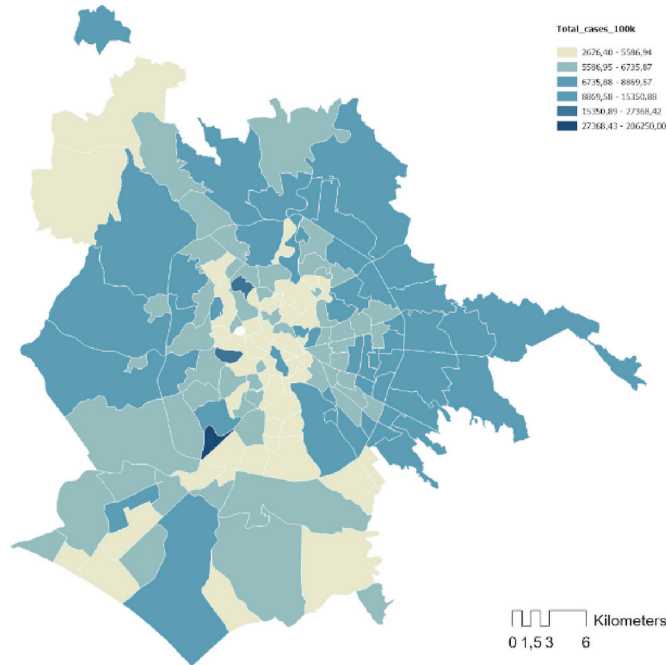 Total_cases_100k
2676,40 - 5586,94
5586,95 - 6735,87
6735,88 - 8869,57
8869,58 - 15350,88
15350,89 - 27368,42
27368,43 - 206250,00
Kilometers
0 1,5 3 6